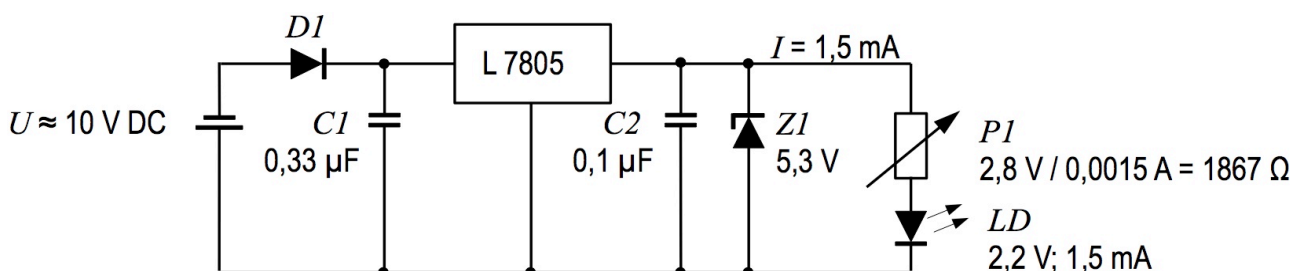 D1
L 7805
I = 1,5 mA
U ≈ 10 V DC
C1
0,33 µF
C2
0,1 µF
Z1
5,3 V
P1
2,8 V / 0,0015 A = 1867 Ω
LD
2,2 V; 1,5 mA